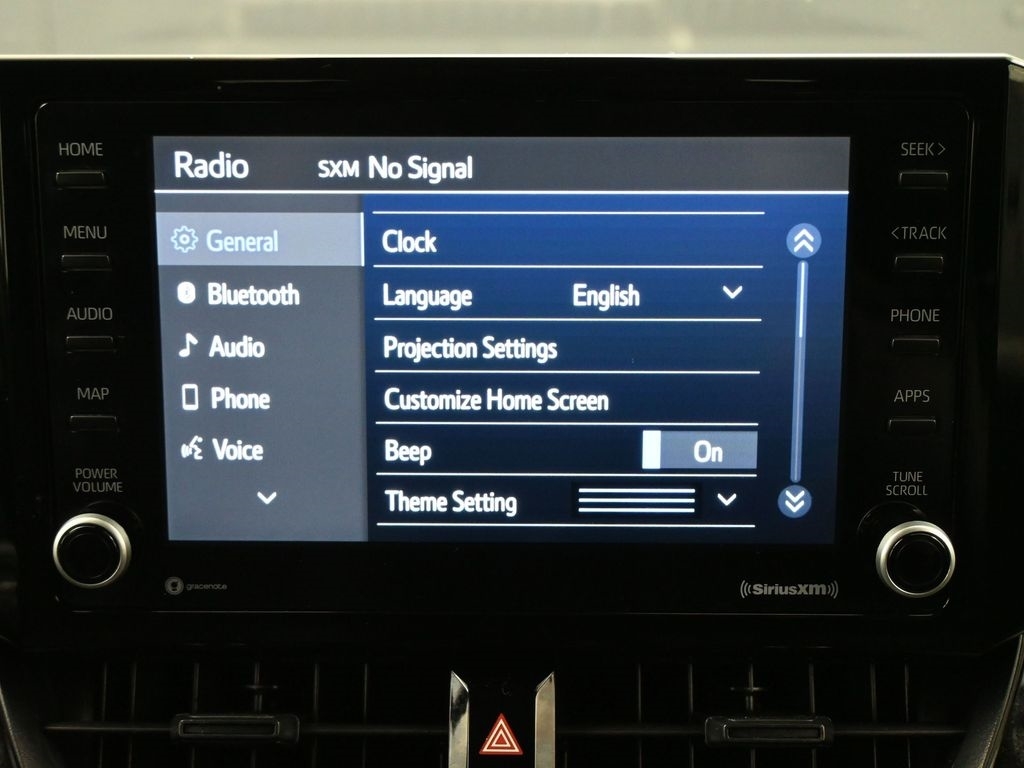 HOME
MENU
AUDIO
MAP
POWER
VOLUME
Radio
SXM No Signal
General
Bluetooth
Audio
Phone
Voice
Clock
Language English
Projection Settings
Customize Home Screen
Beep On
Theme Setting
SEEK>
<TRACK
PHONE
APPS
TUNE
SCROLL
gracenote
((SiriusXM))